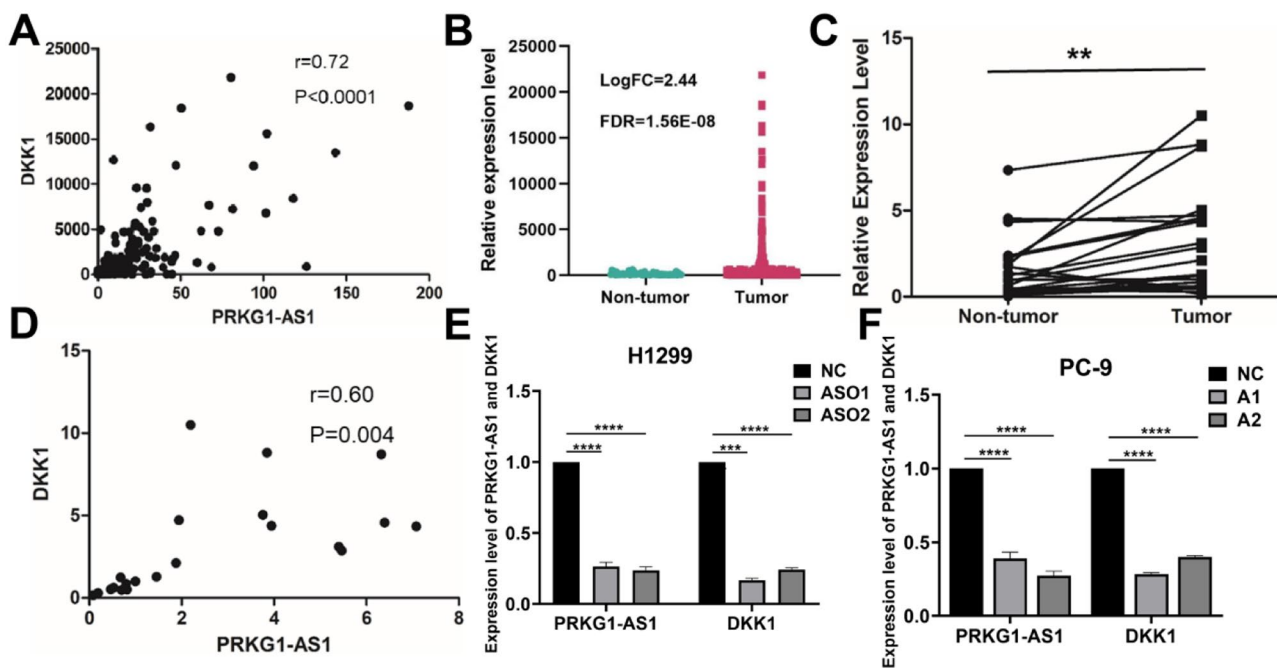 A
25000
20000
15000
10000
5000
0
DKK1
r=0.72
P<0.0001
0
50
100
150
200
PRKG1-AS1
B
25000
20000
15000
10000
5000
0
Relative expression level
LogFC=2.44
FDR=1.56E-08
Non-tumor
Tumor
C
15
10
5
0
Relative Expression Level
**
Non-tumor
Tumor
D
15
10
5
0
DKK1
r=0.60
P=0.004
0
2
4
6
8
PRKG1-AS1
E
H1299
Expression level of PRKG1-AS1 and DKK1
1.5
1.0
0.5
0.0
NC
ASO1
ASO2
****
****
****
***
PRKG1-AS1
DKK1
F
PC-9
Expression level of PRKG1-AS1 and DKK1
1.5
1.0
0.5
0.0
NC
A1
A2
****
****
****
****
PRKG1-AS1
DKK1